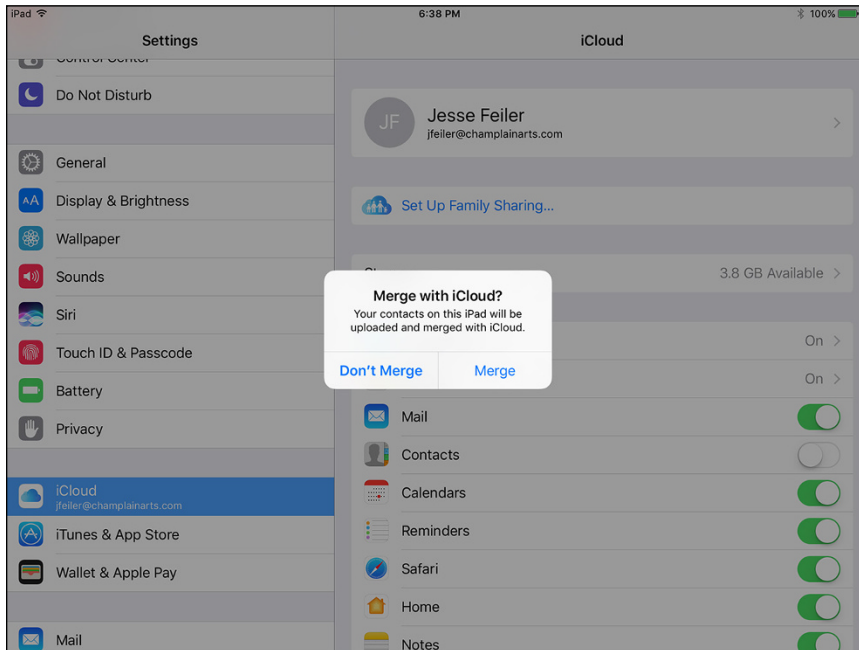 iPad
6:38 PM
100%
Settings
iCloud
Control Center
Do Not Disturb
General
AA
Display & Brightness
Wallpaper
Sounds
Siri
Touch ID & Passcode
Battery
Privacy
iCloud
jfeiler@champlainarts.com
iTunes & App Store
Wallet & Apple Pay
Mail
JF
Jesse Feiler
jfeiler@champlainarts.com
Set Up Family Sharing...
3.8 GB Available
Merge with iCloud?
Your contacts on this iPad will be
uploaded and merged with iCloud.
Don't Merge
Merge
On
On
Mail
Contacts
Calendars
Reminders
Safari
Home
Notes